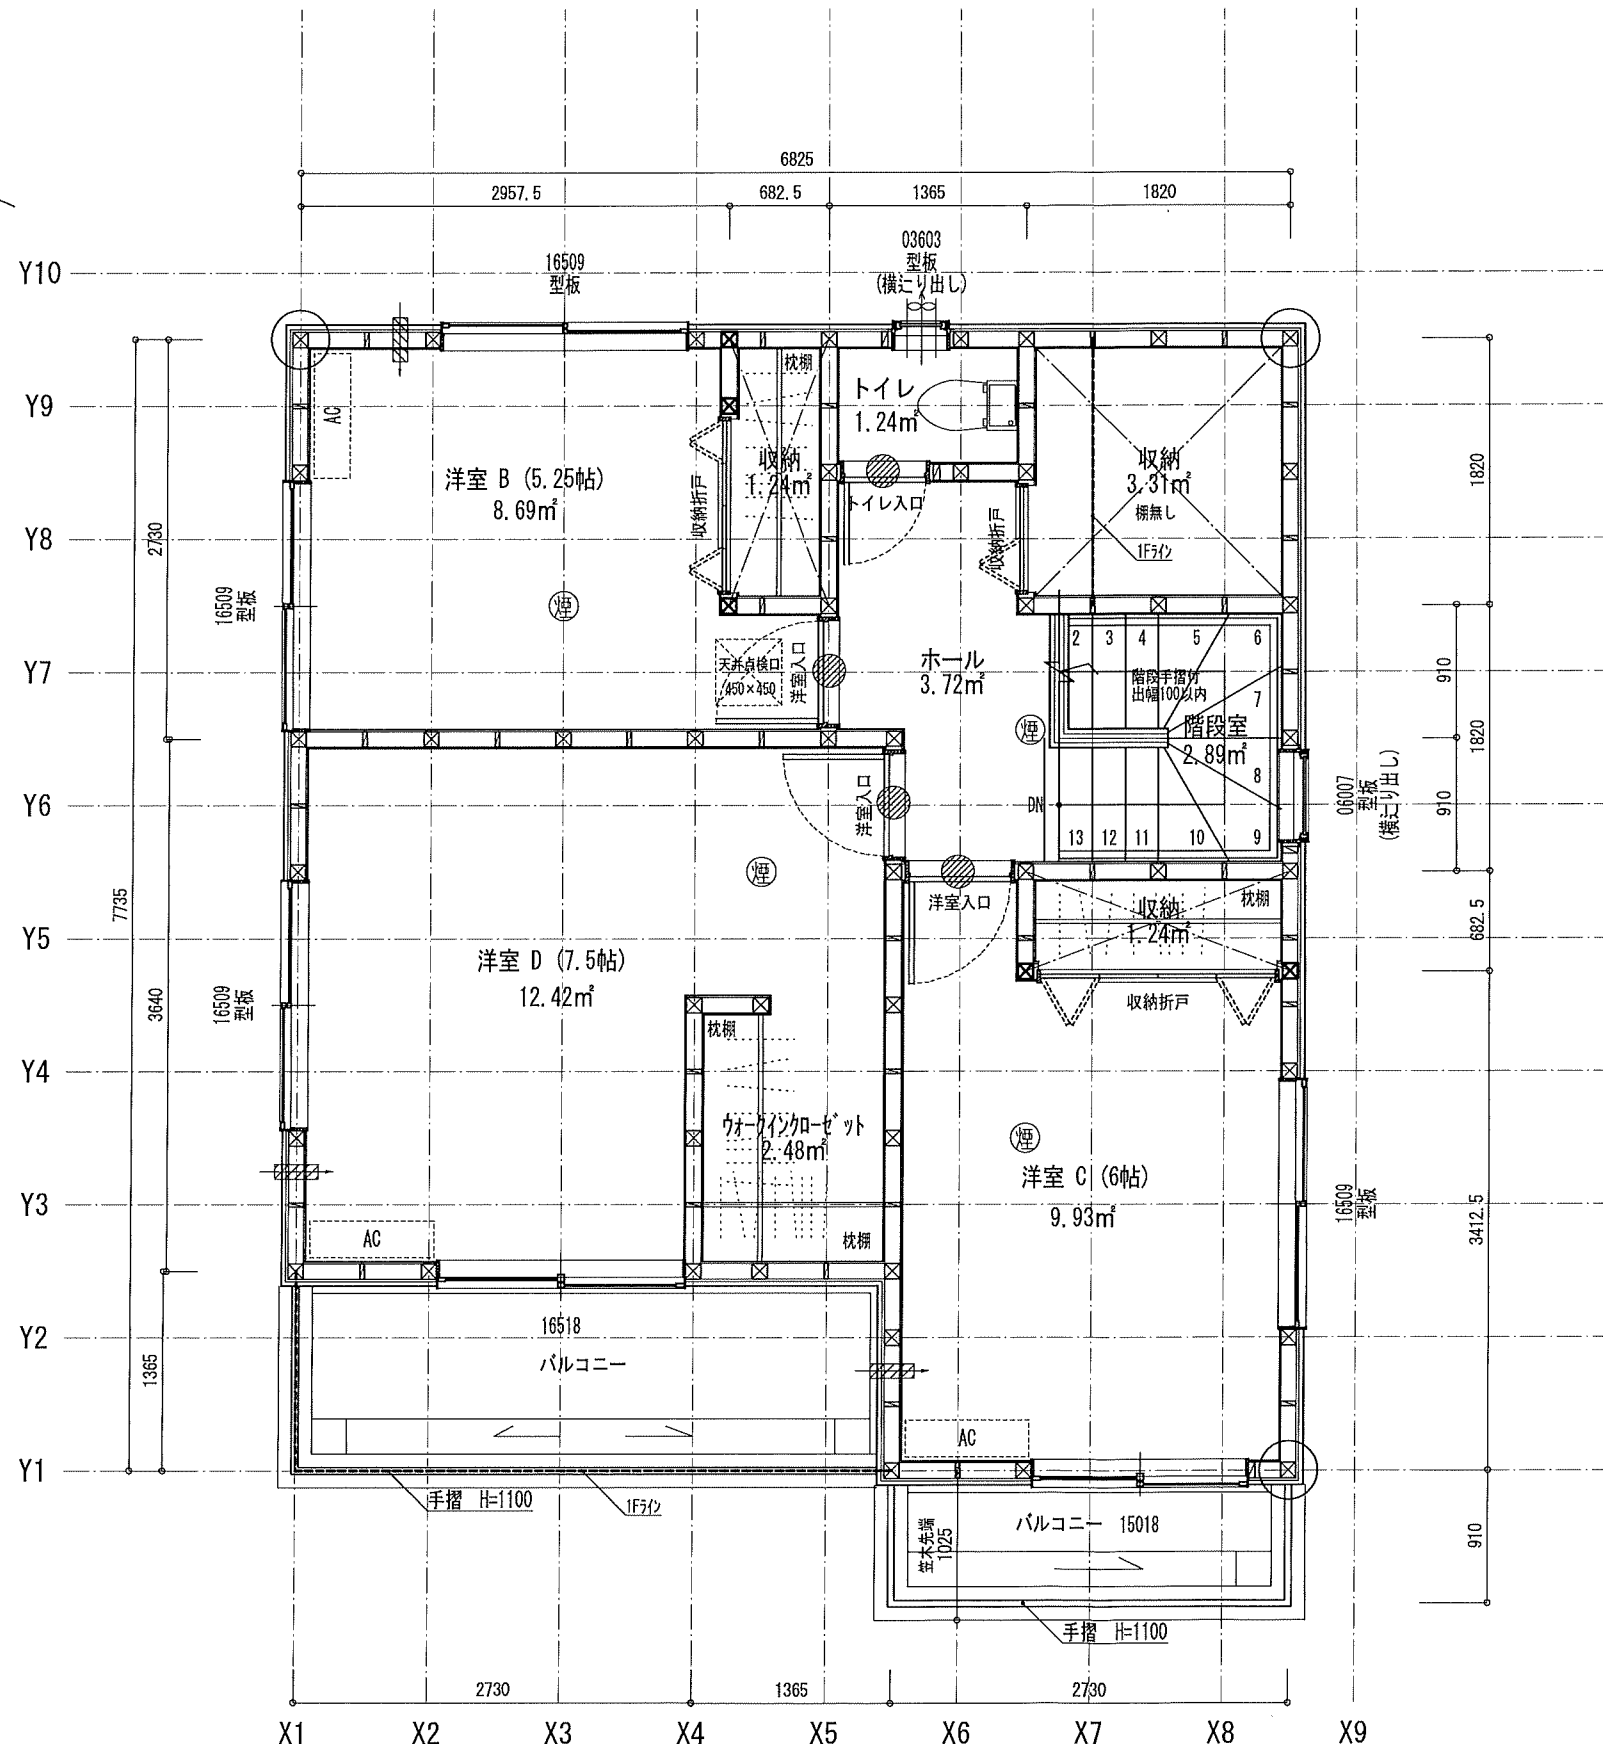 6825
2957.5
682.5
1365
1820
Y10
16509
型板
03603
型板
(横辷り出し)
Y9
AC
枕棚
トイレ
1.24㎡
洋室 B (5.25帖)
8.69㎡
収納
1.24㎡
収納折戸
トイレ入口
収納折戸
収納
3.31㎡
棚無し
1Fライン
1820
Y8
2730
16509
型板
煙
Y7
天井点検口
450×450
洋室入口
ホール
3.72㎡
煙
2
3
4
5
6
7
階段手摺付
出幅100以内
階段室
2.89㎡
8
9
10
11
12
13
DN
910
1820
910
06007
型板
(横辷り出し)
Y6
洋室入口
煙
洋室入口
収納
1.24㎡
枕棚
収納折戸
682.5
7735
Y5
洋室 D (7.5帖)
12.42㎡
3640
16509
型板
枕棚
Y4
ウォークインクローゼット
2.48㎡
煙
洋室 C (6帖)
9.93㎡
16509
型板
3412.5
Y3
AC
枕棚
Y2
16518
バルコニー
1365
AC
Y1
手摺 H=1100
1Fライン
笠木先端
1025
バルコニー 15018
910
手摺 H=1100
2730
1365
2730
X1
X2
X3
X4
X5
X6
X7
X8
X9